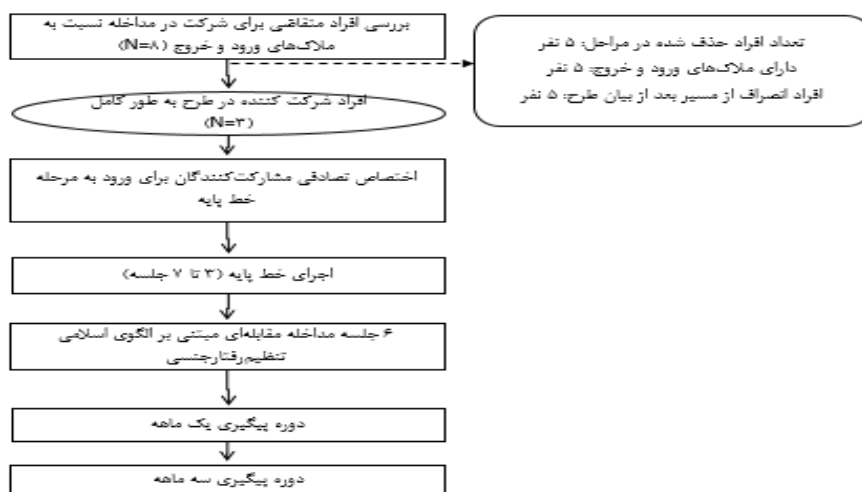 بررسی افراد متقاضی برای شرکت در مداخله نسبت به
ملاک‌های ورود و خروج (N=۸)
تعداد افراد حذف شده در مراحل: ۵ نفر
دارای ملاک‌های ورود و خروج: ۵ نفر
افراد انصراف از مسیر بعد از بیان طرح: ۵ نفر
افراد شرکت کننده در طرح به طور کامل
(N=۳)
اختصاص تصادقی مشارکت‌کنندگان برای ورود به مرحله
خط پایه
اجرای خط پایه (۳ تا ۷ جلسه)
۶ جلسه مداخله مقابله‌ای مبتنی بر الگوی اسلامی
تنظیم‌رفتارجنسی
دوره پیگیری یک ماهه
دوره پیگیری سه ماهه